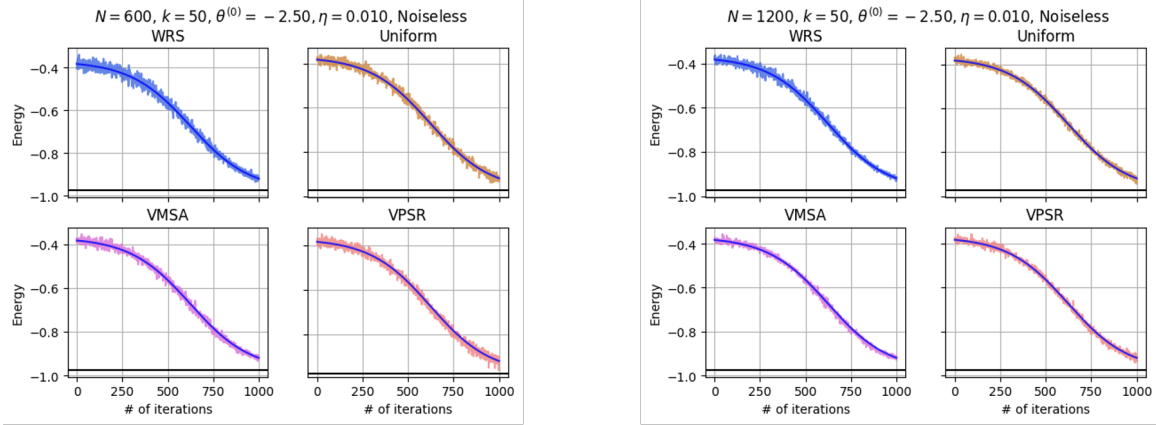 N = 600, k = 50, θ^(0) = −2.50, η = 0.010, Noiseless
WRS Uniform
−0.4
−0.6
−0.8
−1.0
Energy
VMSA VPSR
−0.4
−0.6
−0.8
−1.0
Energy
0 250 500 750 1000 0 250 500 750 1000
# of iterations # of iterations
N = 1200, k = 50, θ^(0) = −2.50, η = 0.010, Noiseless
WRS Uniform
−0.4
−0.6
−0.8
−1.0
Energy
VMSA VPSR
−0.4
−0.6
−0.8
−1.0
Energy
0 250 500 750 1000 0 250 500 750 1000
# of iterations # of iterations